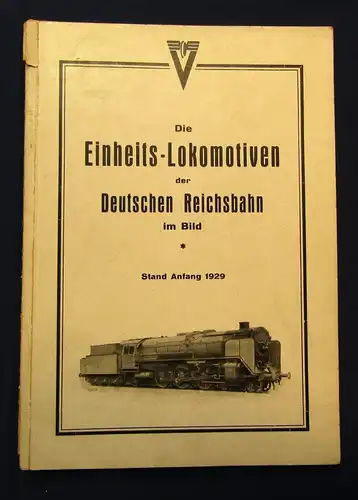 Die
Einheits-Lokomotiven
der
Deutschen Reichsbahn
im Bild
*
Stand Anfang 1929